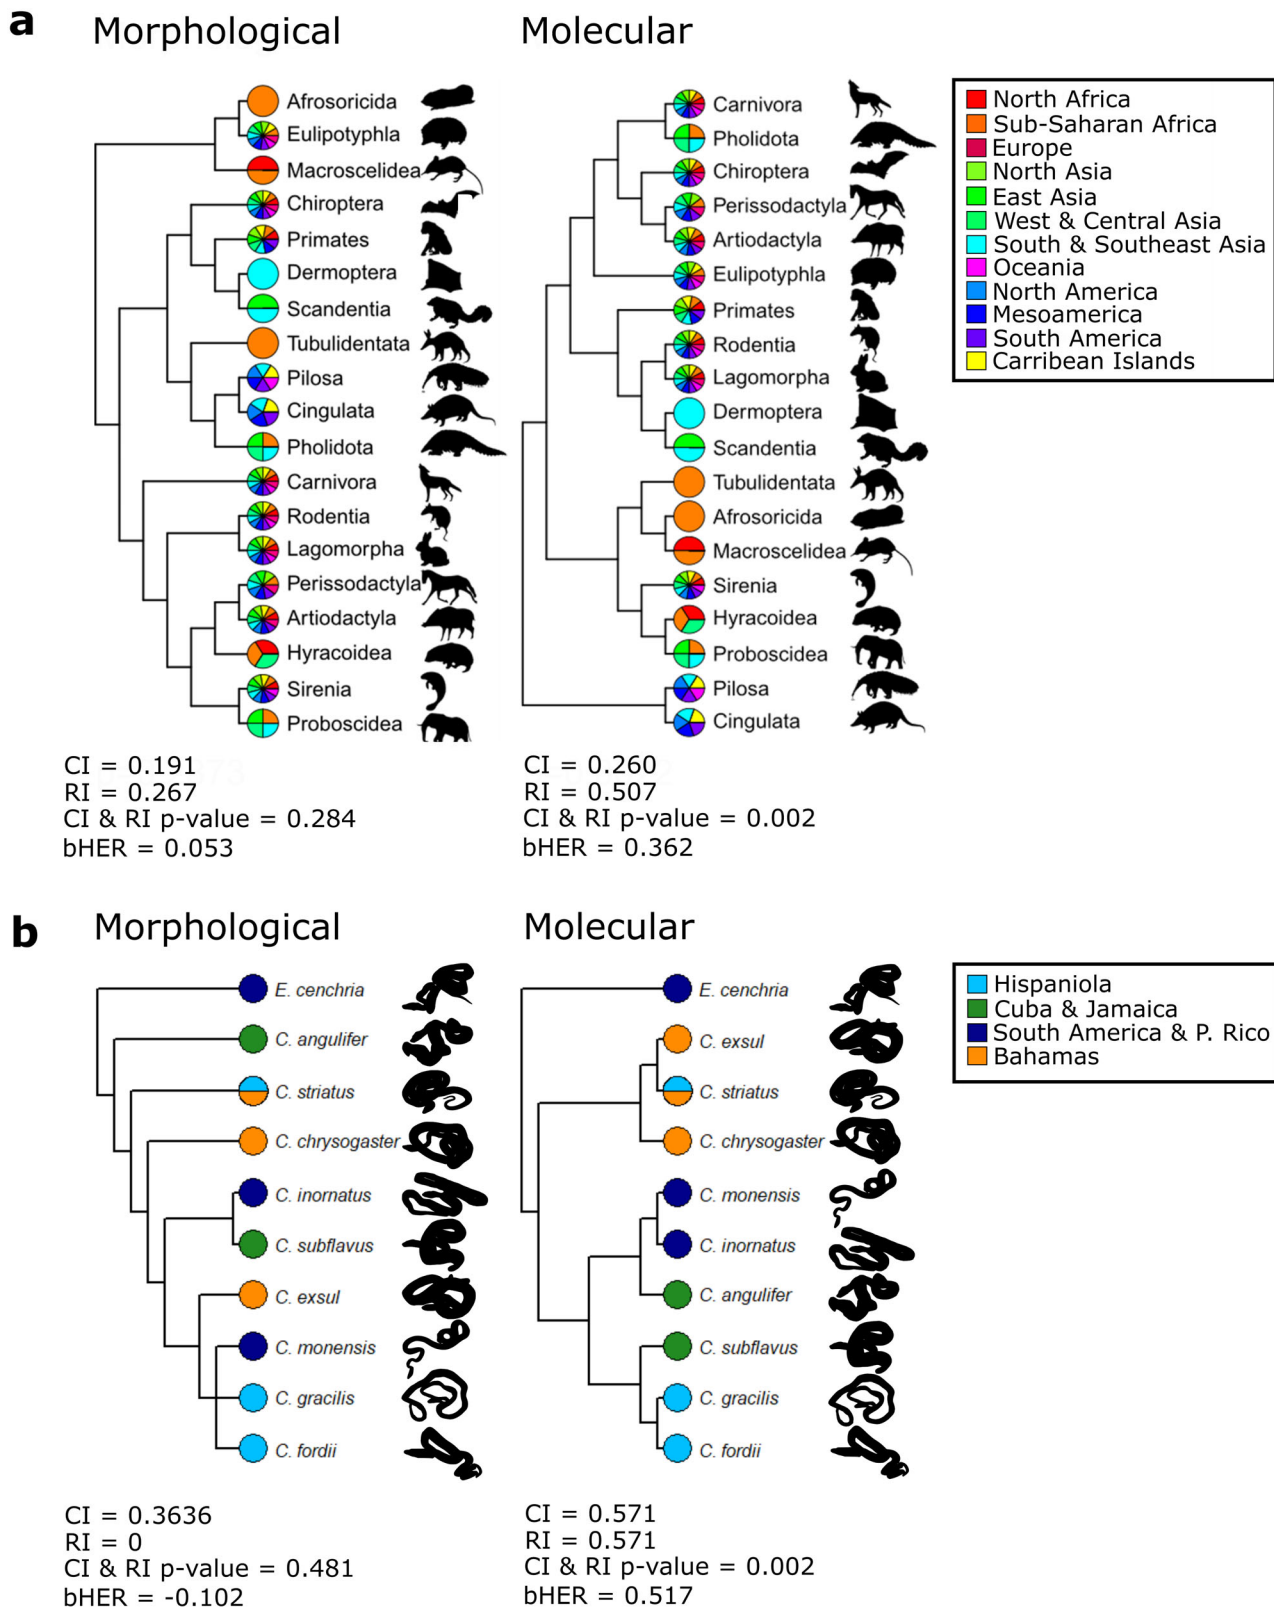 a
Morphological
Molecular
Afrosoricida
Eulipotyphla
Macroscelidea
Chiroptera
Primates
Dermoptera
Scandentia
Tubulidentata
Pilosa
Cingulata
Pholidota
Carnivora
Rodentia
Lagomorpha
Perissodactyla
Artiodactyla
Hyracoidea
Sirenia
Proboscidea
CI = 0.191
RI = 0.267
CI & RI p-value = 0.284
bHER = 0.053
Carnivora
Pholidota
Chiroptera
Perissodactyla
Artiodactyla
Eulipotyphla
Primates
Rodentia
Lagomorpha
Dermoptera
Scandentia
Tubulidentata
Afrosoricida
Macroscelidea
Sirenia
Hyracoidea
Proboscidea
Pilosa
Cingulata
CI = 0.260
RI = 0.507
CI & RI p-value = 0.002
bHER = 0.362
North Africa
Sub-Saharan Africa
Europe
North Asia
East Asia
West & Central Asia
South & Southeast Asia
Oceania
North America
Mesoamerica
South America
Carribean Islands
b
Morphological
Molecular
E. cenchria
C. angulifer
C. striatus
C. chrysogaster
C. inornatus
C. subflavus
C. exsul
C. monensis
C. gracilis
C. fordii
CI = 0.3636
RI = 0
CI & RI p-value = 0.481
bHER = -0.102
E. cenchria
C. exsul
C. striatus
C. chrysogaster
C. monensis
C. inornatus
C. angulifer
C. subflavus
C. gracilis
C. fordii
CI = 0.571
RI = 0.571
CI & RI p-value = 0.002
bHER = 0.517
Hispaniola
Cuba & Jamaica
South America & P. Rico
Bahamas